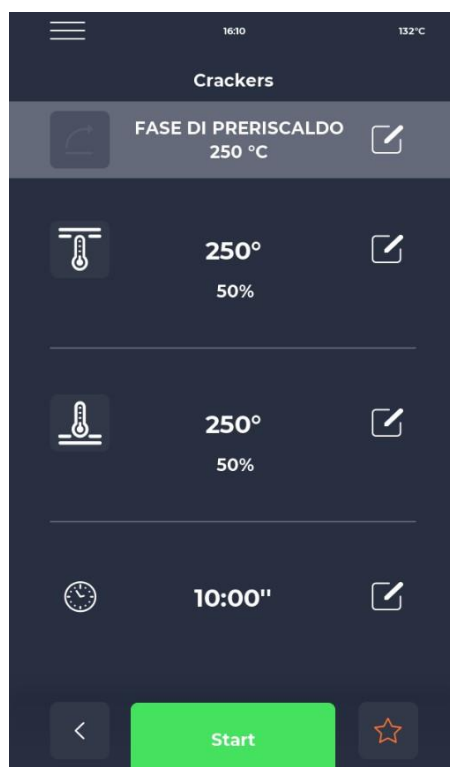 16:10
132°C
Crackers
FASE DI PRERISCALDO
250 °C
250°
50%
250°
50%
10:00''
Start